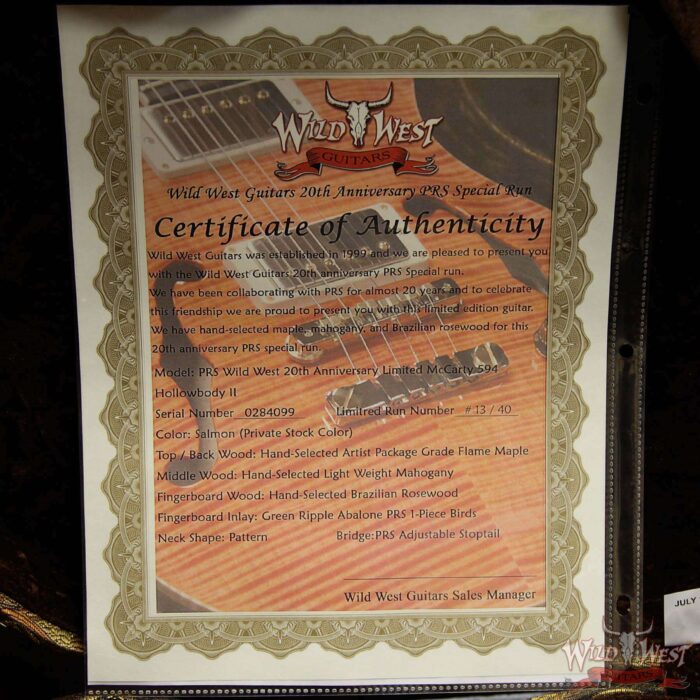 WILD WEST
GUITARS
Wild West Guitars 20th Anniversary PRS Special Run
Certificate of Authenticity
Wild West Guitars was established in 1999 and we are pleased to present you
with the Wild West Guitars 20th anniversary PRS Special run.
We have been collaborating with PRS for almost 20 years and to celebrate
this friendship we are proud to present you with this limited edition guitar.
We have hand-selected maple, mahogany, and Brazilian rosewood for this
20th anniversary PRS special run.
Model: PRS Wild West 20th Anniversary Limited McCarty 594
Hollowbody II
Serial Number 0284099 Limitred Run Number # 13 / 40
Color: Salmon (Private Stock Color)
Top / Back Wood: Hand-Selected Artist Package Grade Flame Maple
Middle Wood: Hand-Selected Light Weight Mahogany
Fingerboard Wood: Hand-Selected Brazilian Rosewood
Fingerboard Inlay: Green Ripple Abalone PRS 1-Piece Birds
Neck Shape: Pattern Bridge:PRS Adjustable Stoptail
Wild West Guitars Sales Manager
JULY
WILD WEST
GUITARS